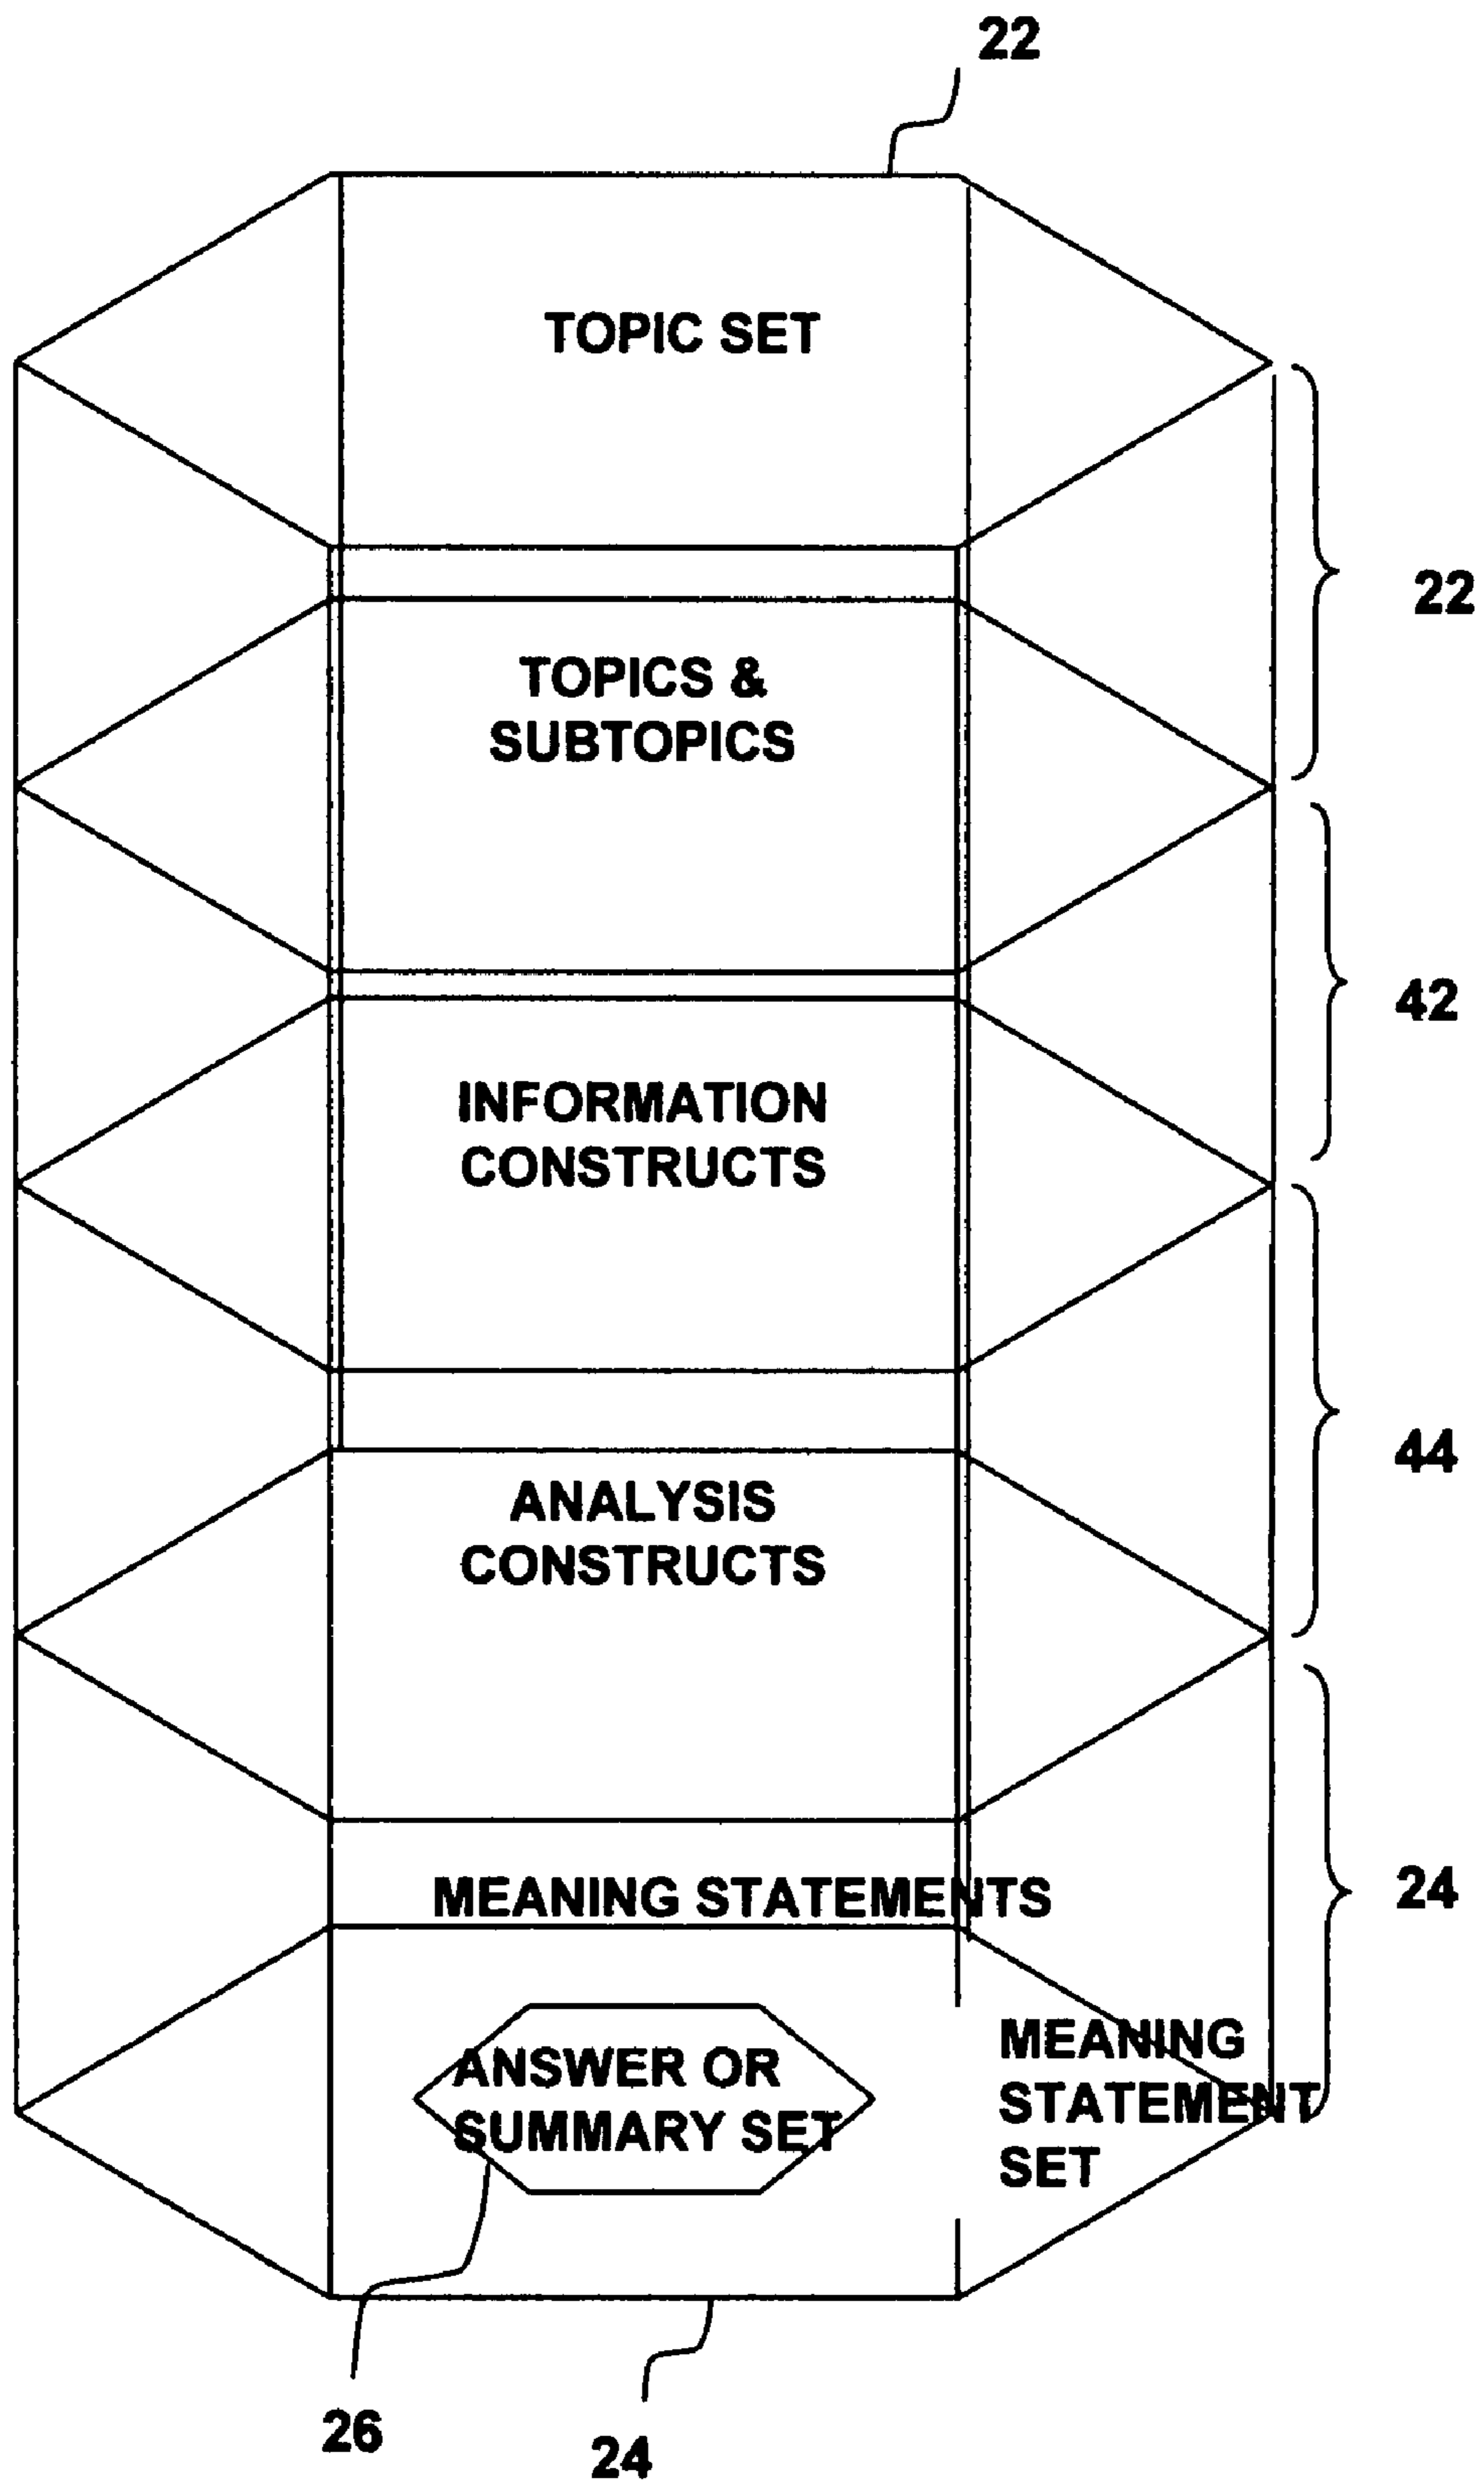 22
TOPIC SET
22
TOPICS &
SUBTOPICS
42
INFORMATION
CONSTRUCTS
44
ANALYSIS
CONSTRUCTS
24
MEANING STATEMENTS
ANSWER OR
SUMMARY SET
MEANING
STATEMENT
SET
26
24